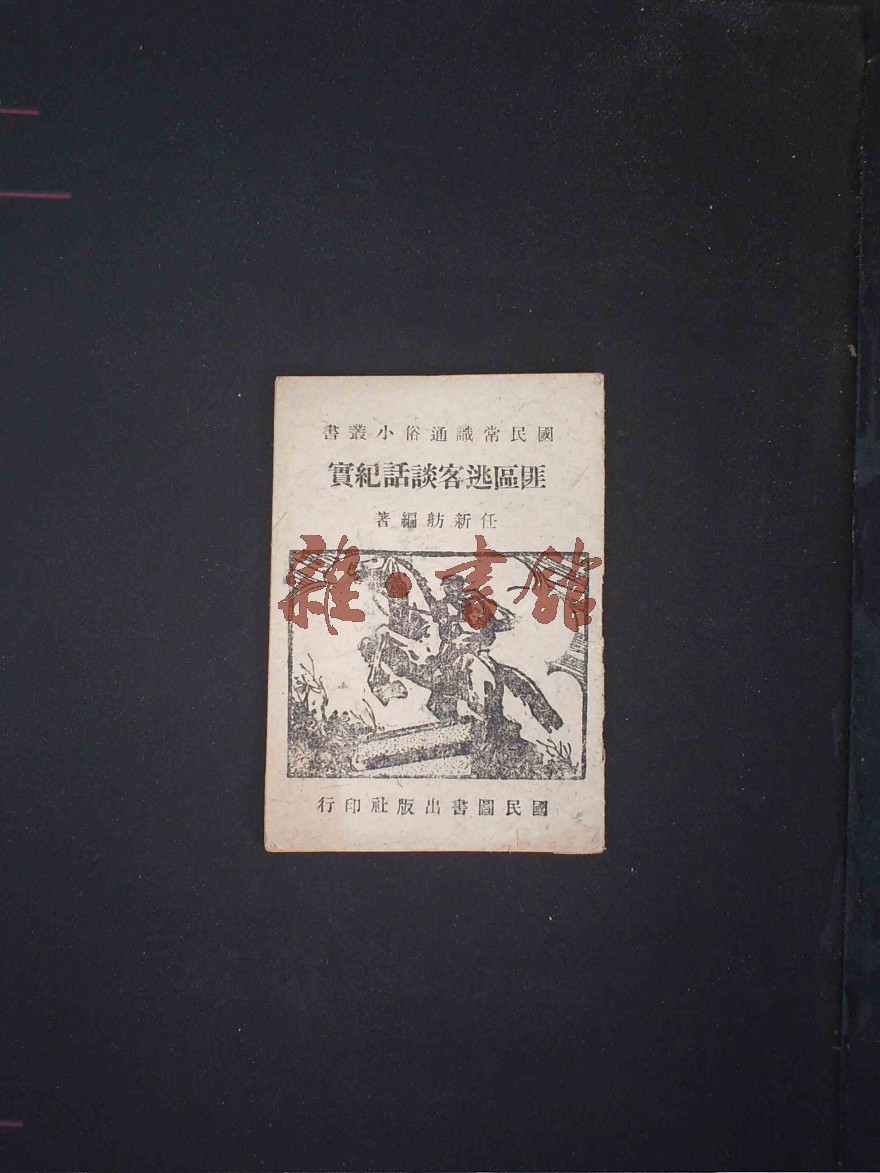 國民常識通俗小叢書
匪區逃客談話紀實
任新舫編著
雜·書館
國民圖書出版社印行